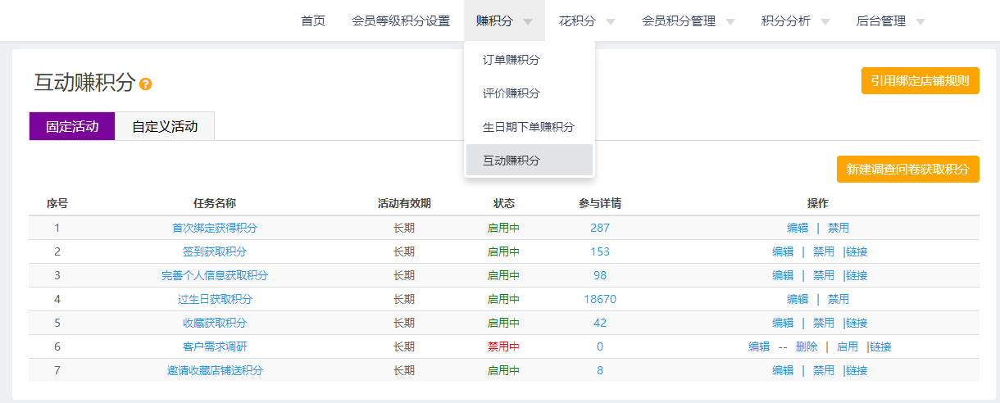 首页 会员等级积分设置 赚积分 花积分 会员积分管理 积分分析 后台管理
订单赚积分
评价赚积分
生日期下单赚积分
互动赚积分
互动赚积分 ?
引用绑定店铺规则
固定活动 自定义活动
新建调查问卷获取积分
序号 任务名称 活动有效期 状态 参与详情 操作
1 首次绑定获得积分 长期 启用中 287 编辑 | 禁用
2 签到获取积分 长期 启用中 153 编辑 | 禁用 |链接
3 完善个人信息获取积分 长期 启用中 98 编辑 | 禁用 |链接
4 过生日获取积分 长期 启用中 18670 编辑 | 禁用
5 收藏获取积分 长期 启用中 42 编辑 | 禁用 |链接
6 客户需求调研 长期 禁用中 0 编辑 -- 删除 | 启用 |链接
7 邀请收藏店铺送积分 长期 启用中 8 编辑 | 禁用 |链接